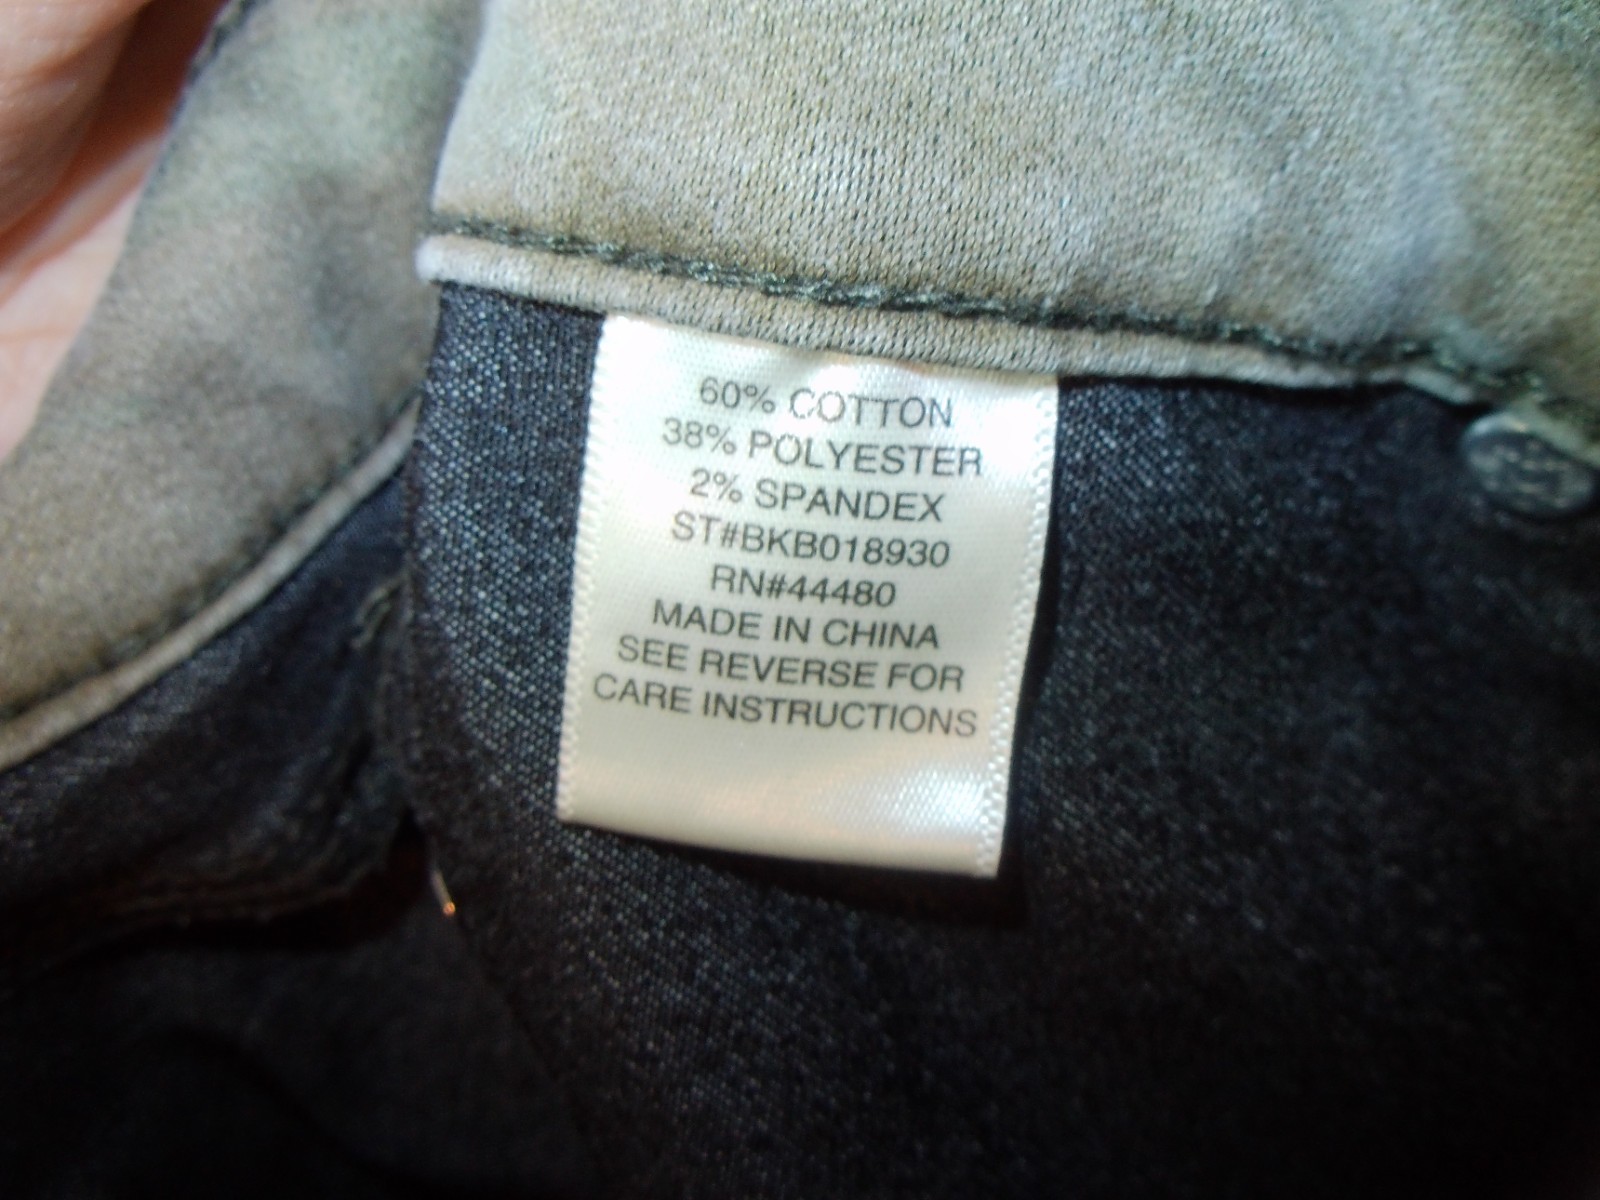 60% COTTON
38% POLYESTER
2% SPANDEX
ST#BKB018930
RN#44480
MADE IN CHINA
SEE REVERSE FOR
CARE INSTRUCTIONS